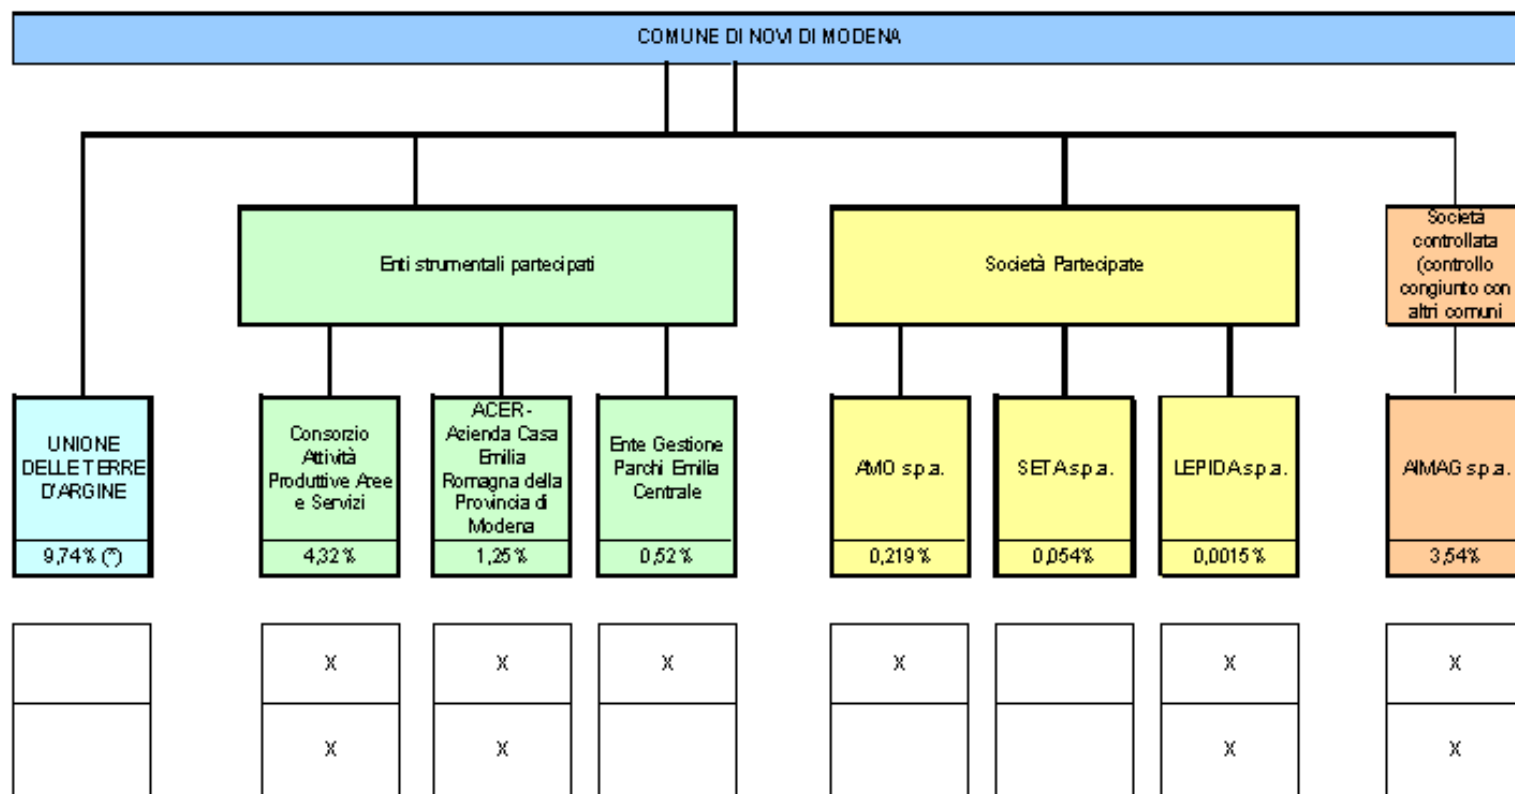 COMUNE DI NOVI DI MODENA
Enti strumentali partecipati
Società Partecipate
Società
controllata
(controllo
congiunto con
altri comuni
UNIONE
DELLE TERRE
D'ARGINE
9,74% (*)
Consorzio
Attività
Produttive Aree
e Servizi
4,32%
ACER-
Azienda Casa
Emilia
Romagna della
Provincia di
Modena
1,25%
Ente Gestione
Parchi Emilia
Centrale
0,52%
AMO s.p.a.
0,219%
SETA s.p.a.
0,054%
LEPIDA s.p.a.
0,0015%
AIMAG s.p.a.
3,54%
X X X X X X
X X X X